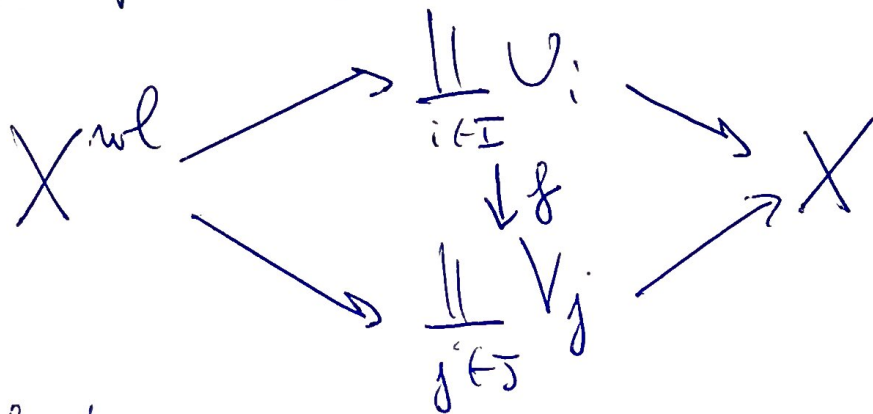 ∐ U_i
i∈I
X^{wl} ↓ f X
∐ V_j
j∈J